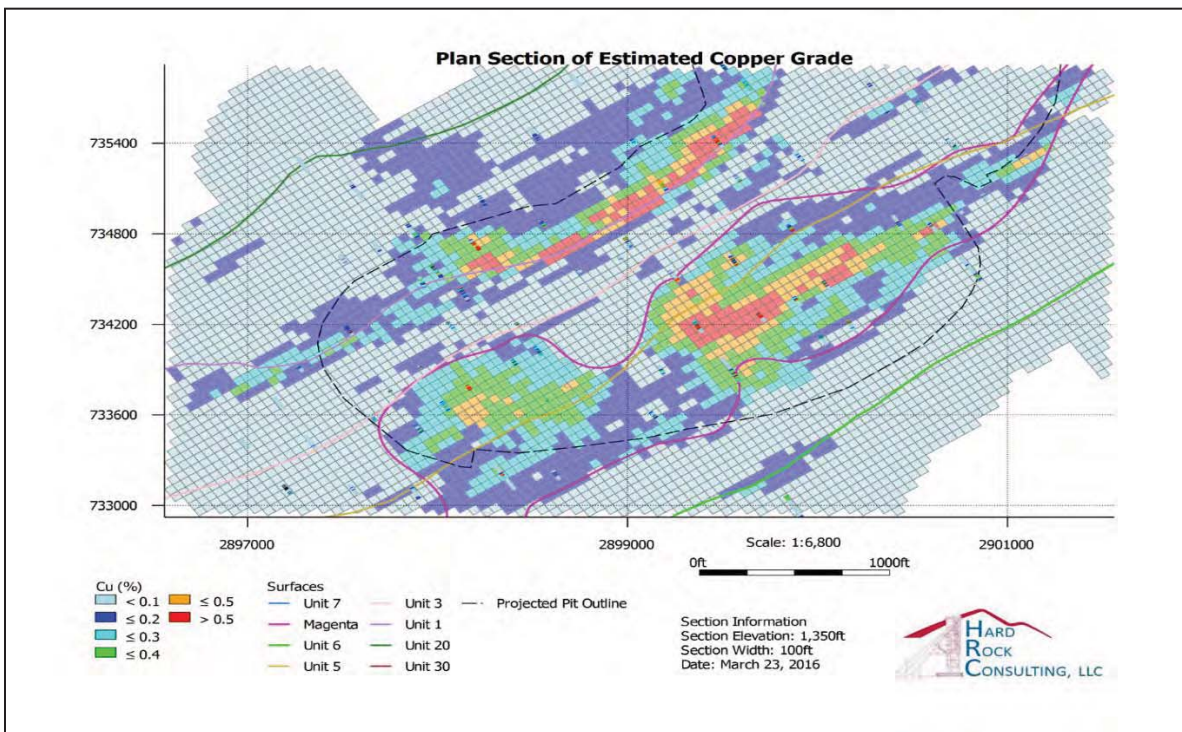 Plan Section of Estimated Copper Grade
735400
734800
734200
733600
733000
2897000
2899000
2901000
Scale: 1:6,800
0ft
1000ft
Cu (%)
< 0.1
≤ 0.5
≤ 0.2
> 0.5
≤ 0.3
≤ 0.4
Surfaces
Unit 7
Unit 3
Projected Pit Outline
Magenta
Unit 1
Unit 6
Unit 20
Unit 5
Unit 30
Section Information
Section Elevation: 1,350ft
Section Width: 100ft
Date: March 23, 2016
HARD
ROCK
CONSULTING, LLC